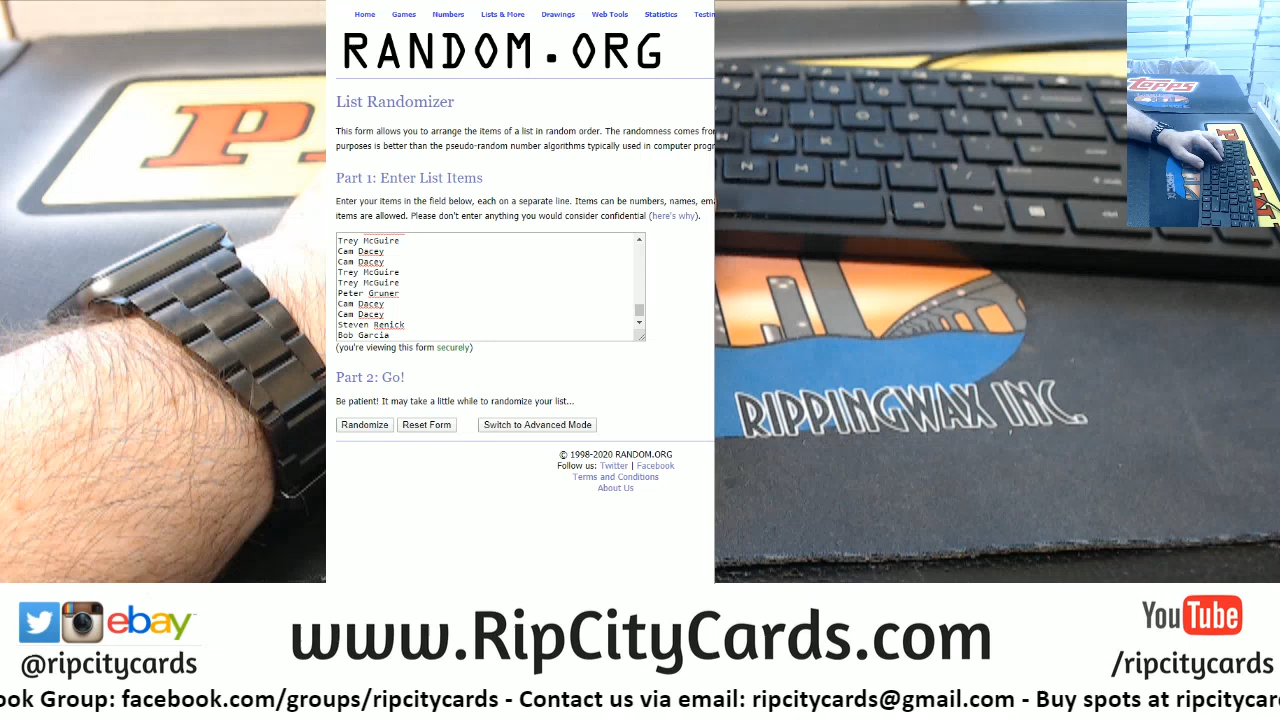 Home Games Numbers Lists & More Drawings Web Tools Statistics Testin
RANDOM.ORG
List Randomizer
This form allows you to arrange the items of a list in random order. The randomness comes fro
purposes is better than the pseudo-random number algorithms typically used in computer progr
Part 1: Enter List Items
Enter your items in the field below, each on a separate line. Items can be numbers, names, ema
items are allowed. Please don't enter anything you would consider confidential (here's why).
Trey McGuire
Cam Dacey
Cam Dacey
Trey McGuire
Trey McGuire
Peter Gruner
Cam Dacey
Cam Dacey
Steven Renick
Bob Garcia
(you're viewing this form securely)
Part 2: Go!
Be patient! It may take a little while to randomize your list...
Randomize Reset Form Switch to Advanced Mode
© 1998-2020 RANDOM.ORG
Follow us: Twitter | Facebook
Terms and Conditions
About Us
Topps
RIPPINGWAX INC.
ebay
@ripcitycards
www.RipCityCards.com
YouTube
/ripcitycards
ook Group: facebook.com/groups/ripcitycards - Contact us via email: ripcitycards@gmail.com - Buy spots at ripcitycar